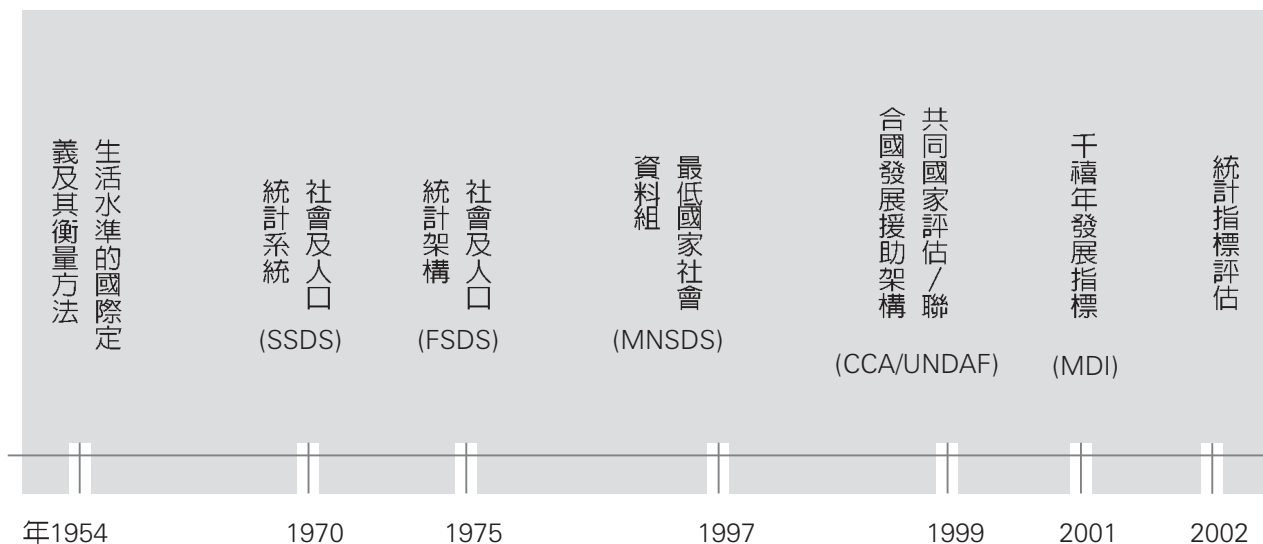 生活水準的國際定
義及其衡量方法
社會及人口
統計系統
(SSDS)
社會及人口
統計架構
(FSDS)
最低國家社會
資料組
(MNSDS)
共同國家評估/聯
合國發展援助架構
(CCA/UNDAF)
千禧年發展指標
(MDI)
統計指標評估
年1954
1970
1975
1997
1999
2001
2002